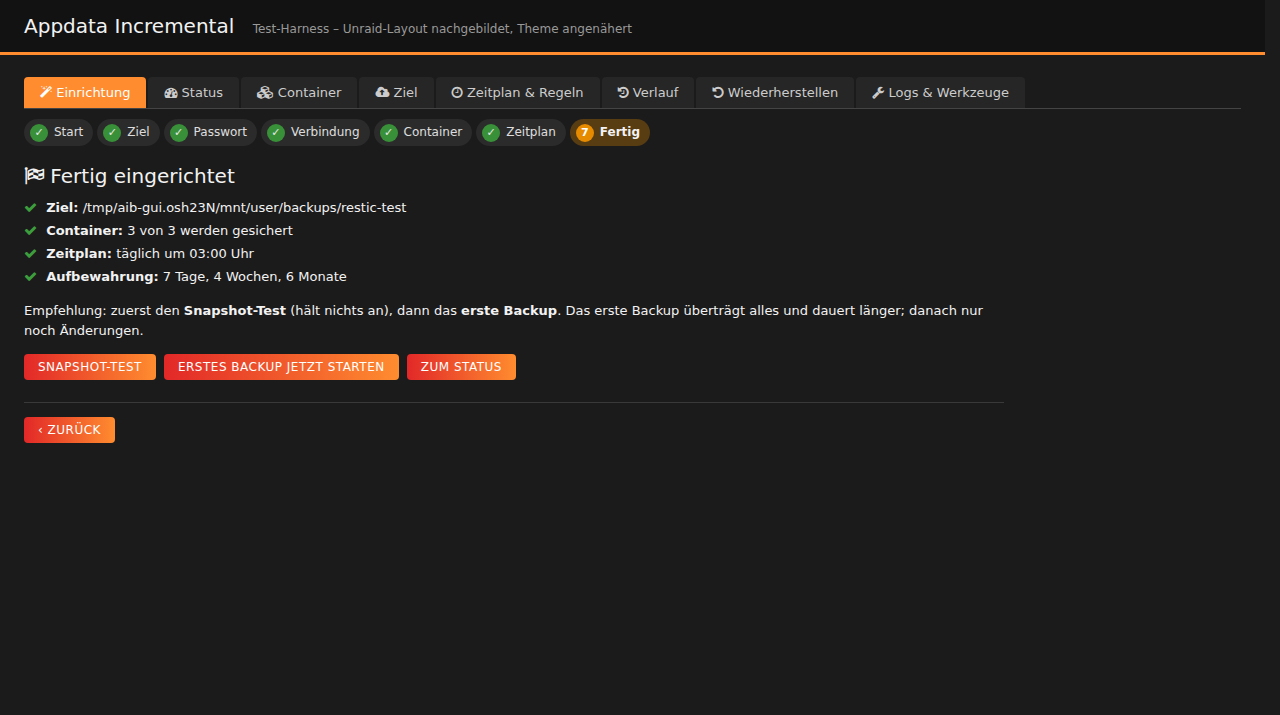 Appdata Incremental Test-Harness – Unraid-Layout nachgebildet, Theme angenähert
Einrichtung Status Container Ziel Zeitplan & Regeln Verlauf Wiederherstellen Logs & Werkzeuge
✓ Start ✓ Ziel ✓ Passwort ✓ Verbindung ✓ Container ✓ Zeitplan 7 Fertig
Fertig eingerichtet
Ziel: /tmp/aib-gui.osh23N/mnt/user/backups/restic-test
Container: 3 von 3 werden gesichert
Zeitplan: täglich um 03:00 Uhr
Aufbewahrung: 7 Tage, 4 Wochen, 6 Monate
Empfehlung: zuerst den Snapshot-Test (hält nichts an), dann das erste Backup. Das erste Backup überträgt alles und dauert länger; danach nur
noch Änderungen.
SNAPSHOT-TEST ERSTES BACKUP JETZT STARTEN ZUM STATUS
‹ ZURÜCK